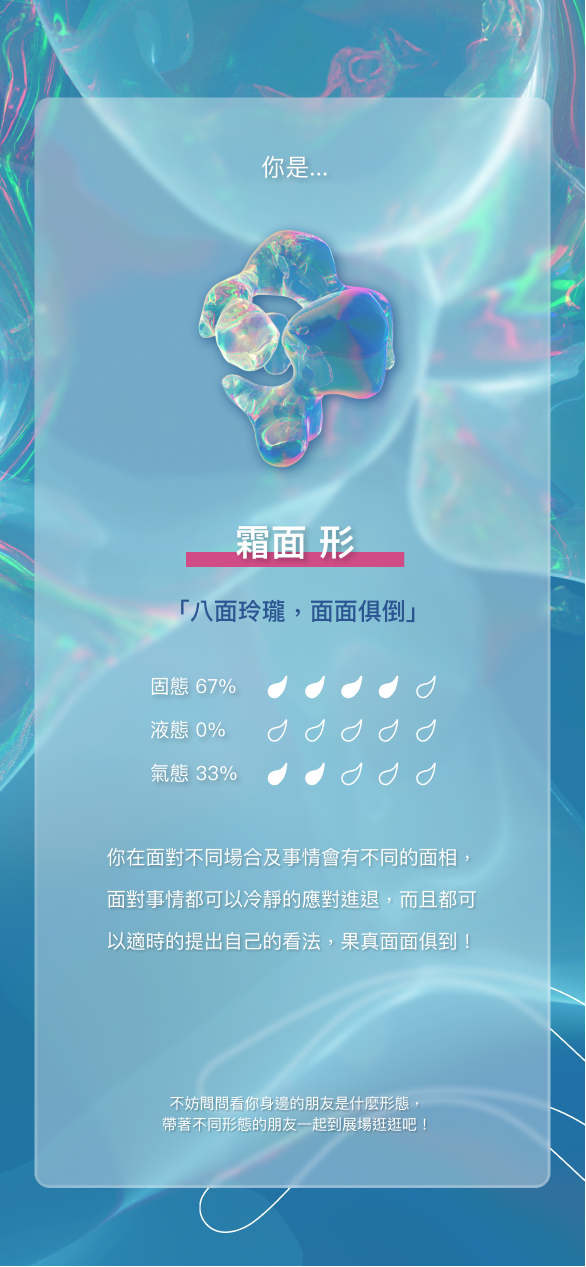 你是...
霜面 形
「八面玲瓏，面面俱倒」
固態 67%
液態 0%
氣態 33%
你在面對不同場合及事情會有不同的面相，
面對事情都可以冷靜的應對進退，而且都可
以適時的提出自己的看法，果真面面俱到！
不妨問問看你身邊的朋友是什麼形態，
帶著不同形態的朋友一起到展場逛逛吧！